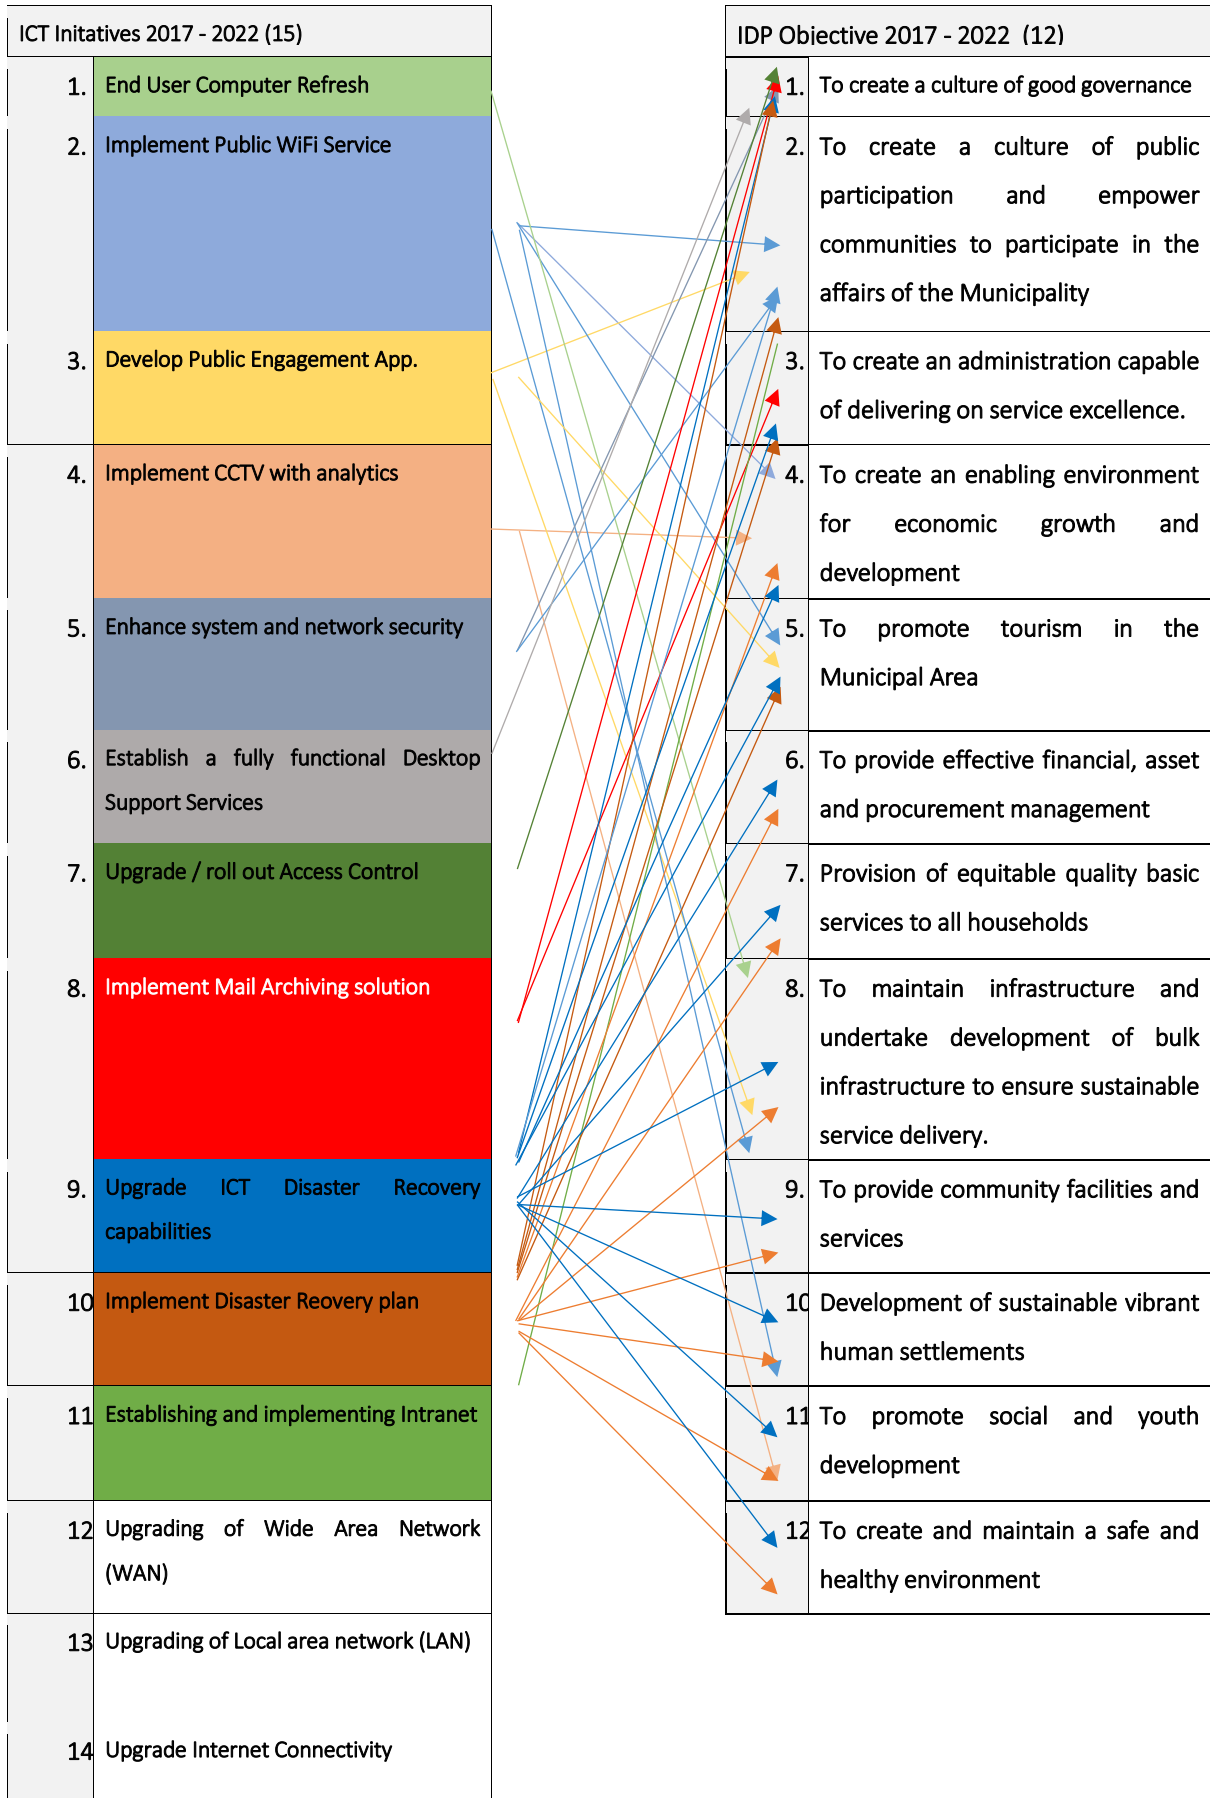 ICT Initatives 2017 - 2022 (15)
1. End User Computer Refresh
2. Implement Public WiFi Service
3. Develop Public Engagement App.
4. Implement CCTV with analytics
5. Enhance system and network security
6. Establish a fully functional Desktop
Support Services
7. Upgrade / roll out Access Control
8. Implement Mail Archiving solution
9. Upgrade ICT Disaster Recovery
capabilities
10 Implement Disaster Reovery plan
11 Establishing and implementing Intranet
12 Upgrading of Wide Area Network
(WAN)
13 Upgrading of Local area network (LAN)
14 Upgrade Internet Connectivity
IDP Objective 2017 - 2022 (12)
1. To create a culture of good governance
2. To create a culture of public
participation and empower
communities to participate in the
affairs of the Municipality
3. To create an administration capable
of delivering on service excellence.
4. To create an enabling environment
for economic growth and
development
5. To promote tourism in the
Municipal Area
6. To provide effective financial, asset
and procurement management
7. Provision of equitable quality basic
services to all households
8. To maintain infrastructure and
undertake development of bulk
infrastructure to ensure sustainable
service delivery.
9. To provide community facilities and
services
10 Development of sustainable vibrant
human settlements
11 To promote social and youth
development
12 To create and maintain a safe and
healthy environment